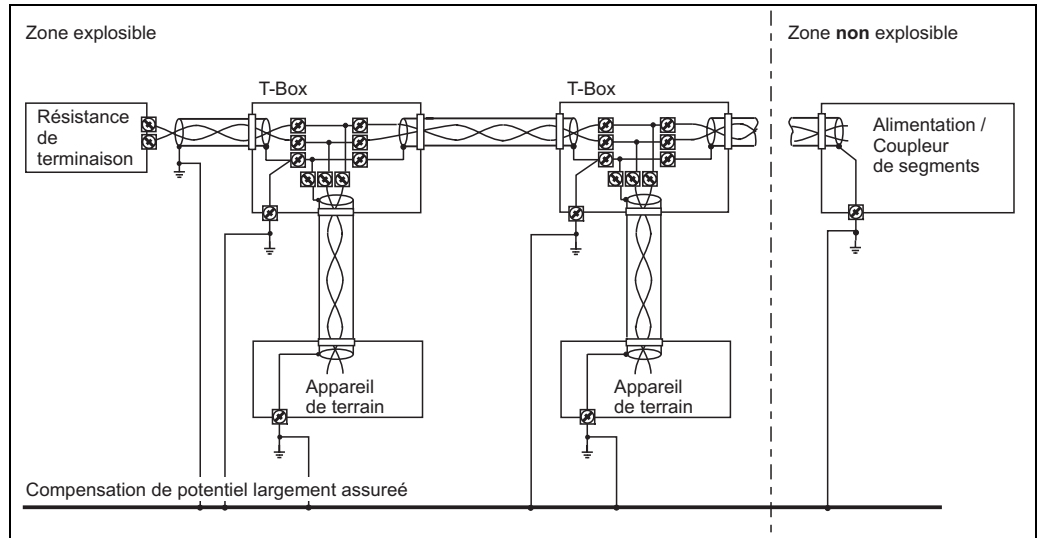 Zone explosible
Zone non explosible
T-Box
T-Box
Résistance
de
terminaison
Alimentation /
Coupleur
de segments
Appareil
de terrain
Appareil
de terrain
Compensation de potentiel largement assureé